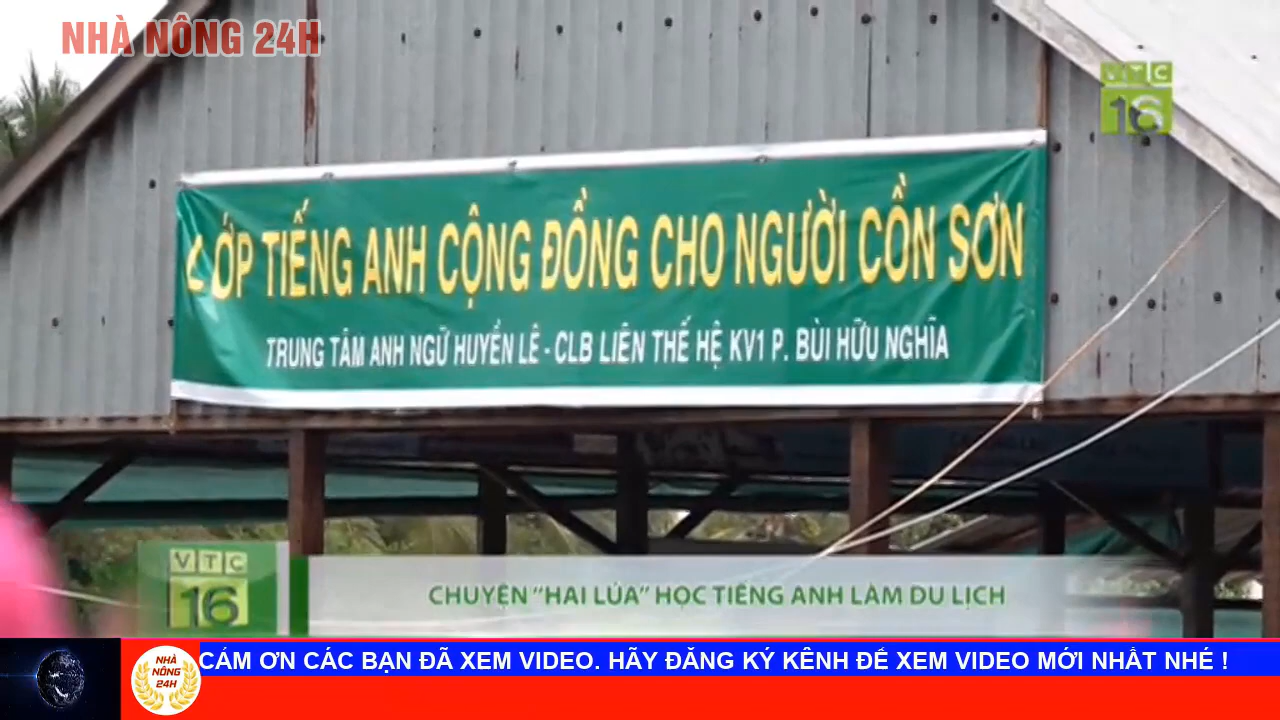 NHÀ NÔNG 24H
VTC
16
LỚP TIẾNG ANH CỘNG ĐỒNG CHO NGƯỜI CỒN SƠN
TRUNG TÂM ANH NGỮ HUYỀN LÊ - CLB LIÊN THẾ HỆ KV1 P. BÙI HỮU NGHĨA
VTC
16
CHUYỆN "HAI LÚA" HỌC TIẾNG ANH LÀM DU LỊCH
NHÀ
NÔNG
24H
CẢM ƠN CÁC BẠN ĐÃ XEM VIDEO. HÃY ĐĂNG KÝ KÊNH ĐỂ XEM VIDEO MỚI NHẤT NHÉ !